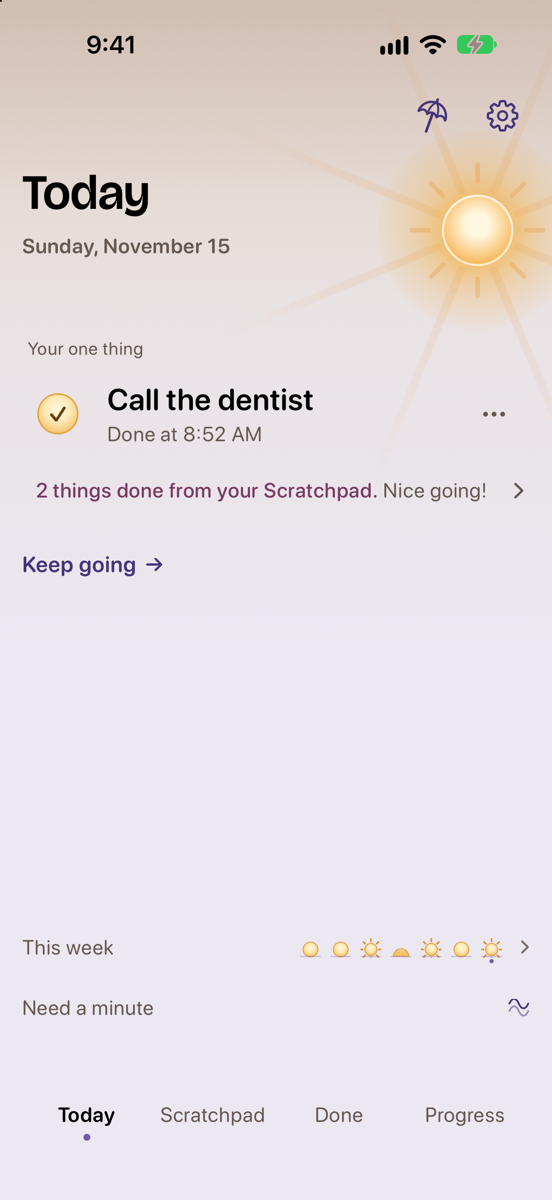 9:41
Today
Sunday, November 15
Your one thing
Call the dentist
Done at 8:52 AM
2 things done from your Scratchpad. Nice going!
Keep going →
This week
Need a minute
Today Scratchpad Done Progress